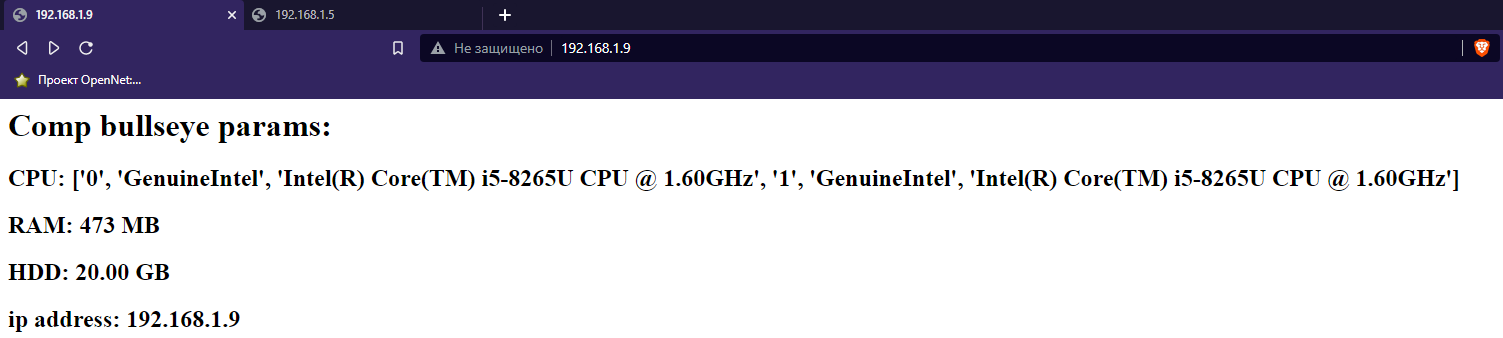 192.168.1.9
192.168.1.5
Не защищено 192.168.1.9
Проект OpenNet:...
Comp bullseye params:
CPU: ['0', 'GenuineIntel', 'Intel(R) Core(TM) i5-8265U CPU @ 1.60GHz', '1', 'GenuineIntel', 'Intel(R) Core(TM) i5-8265U CPU @ 1.60GHz']
RAM: 473 MB
HDD: 20.00 GB
ip address: 192.168.1.9